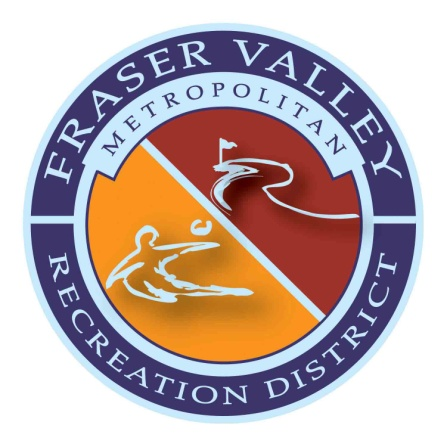 FRASER VALLEY
METROPOLITAN
RECREATION DISTRICT